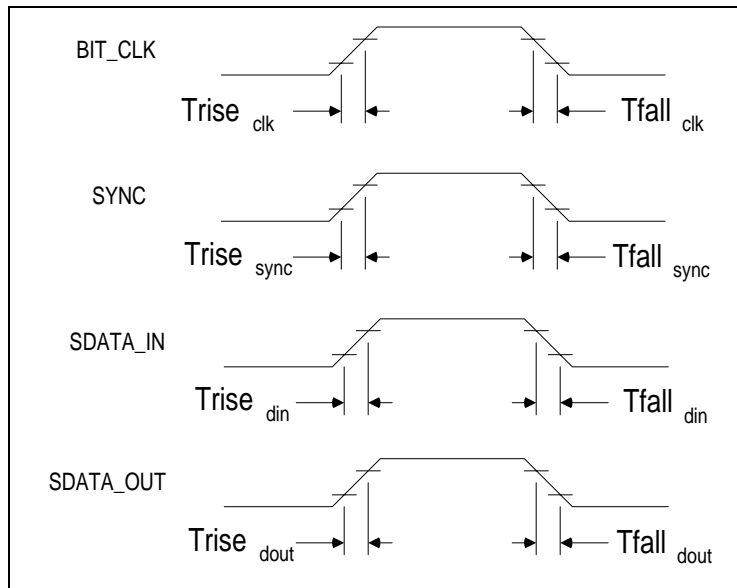 BIT_CLK
Trise clk
Tfall clk
SYNC
Trise sync
Tfall sync
SDATA_IN
Trise din
Tfall din
SDATA_OUT
Trise dout
Tfall dout